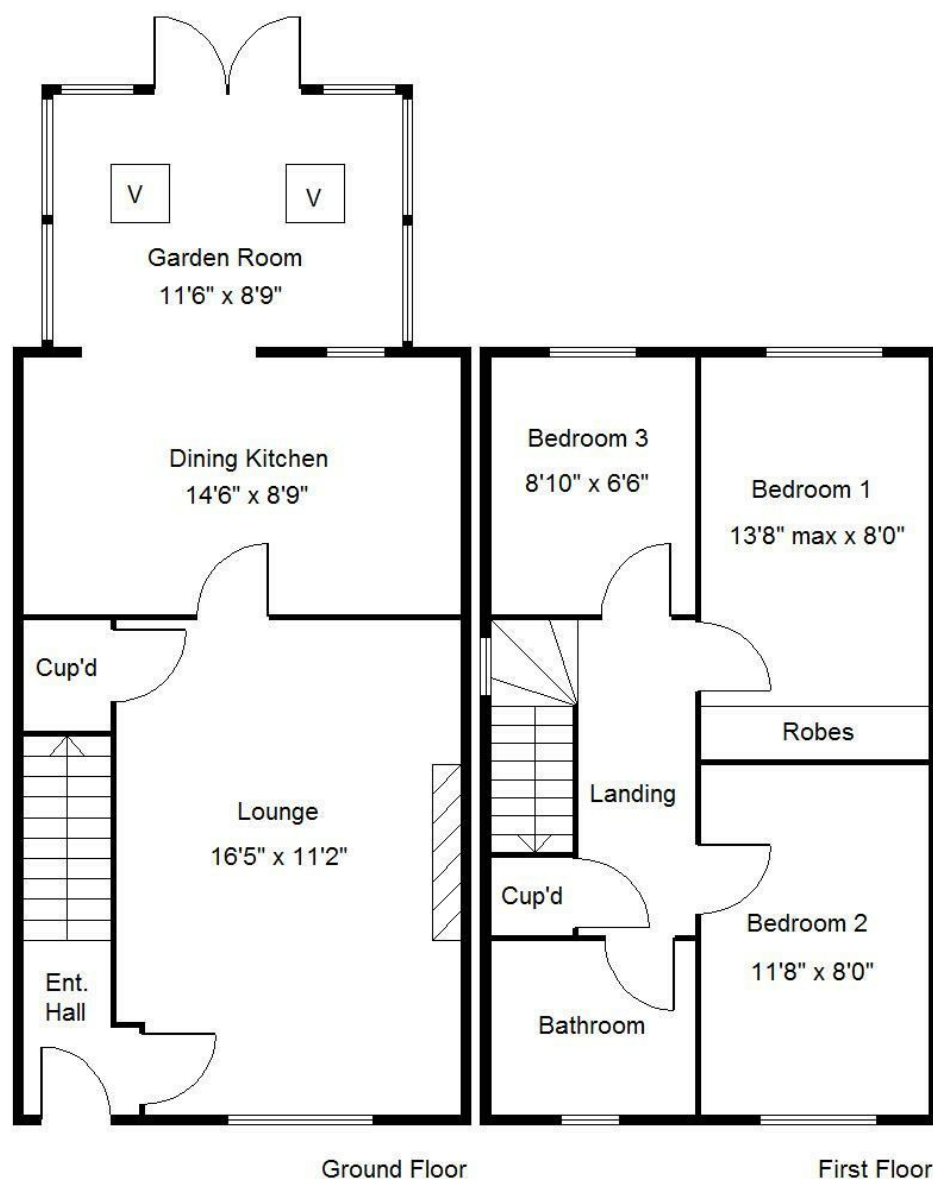 V
V
Garden Room
11'6" x 8'9"
Dining Kitchen
14'6" x 8'9"
Cup'd
Lounge
16'5" x 11'2"
Ent.
Hall
Ground Floor
Bedroom 3
8'10" x 6'6"
Bedroom 1
13'8" max x 8'0"
Robes
Landing
Cup'd
Bedroom 2
11'8" x 8'0"
Bathroom
First Floor